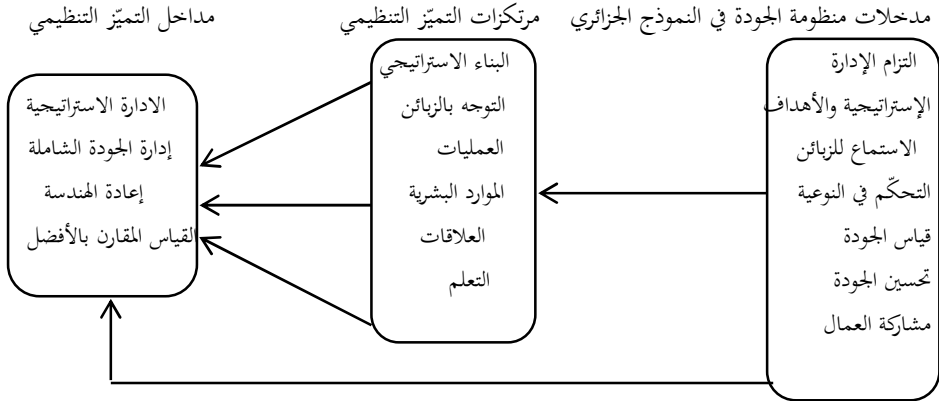 مدخلات منظومة الجودة في النموذج الجزائري
التزام الإدارة
الإستراتيجية والأهداف
الاستماع للزبائن
التحكّم في النوعية
قياس الجودة
تحسين الجودة
مشاركة العمال
مرتكزات التميّز التنظيمي
البناء الاستراتيجي
التوجه بالزبائن
العمليات
الموارد البشرية
العلاقات
التعلم
مداخل التميّز التنظيمي
الادارة الاستراتيجية
إدارة الجودة الشاملة
إعادة الهندسة
القياس المقارن بالأفضل